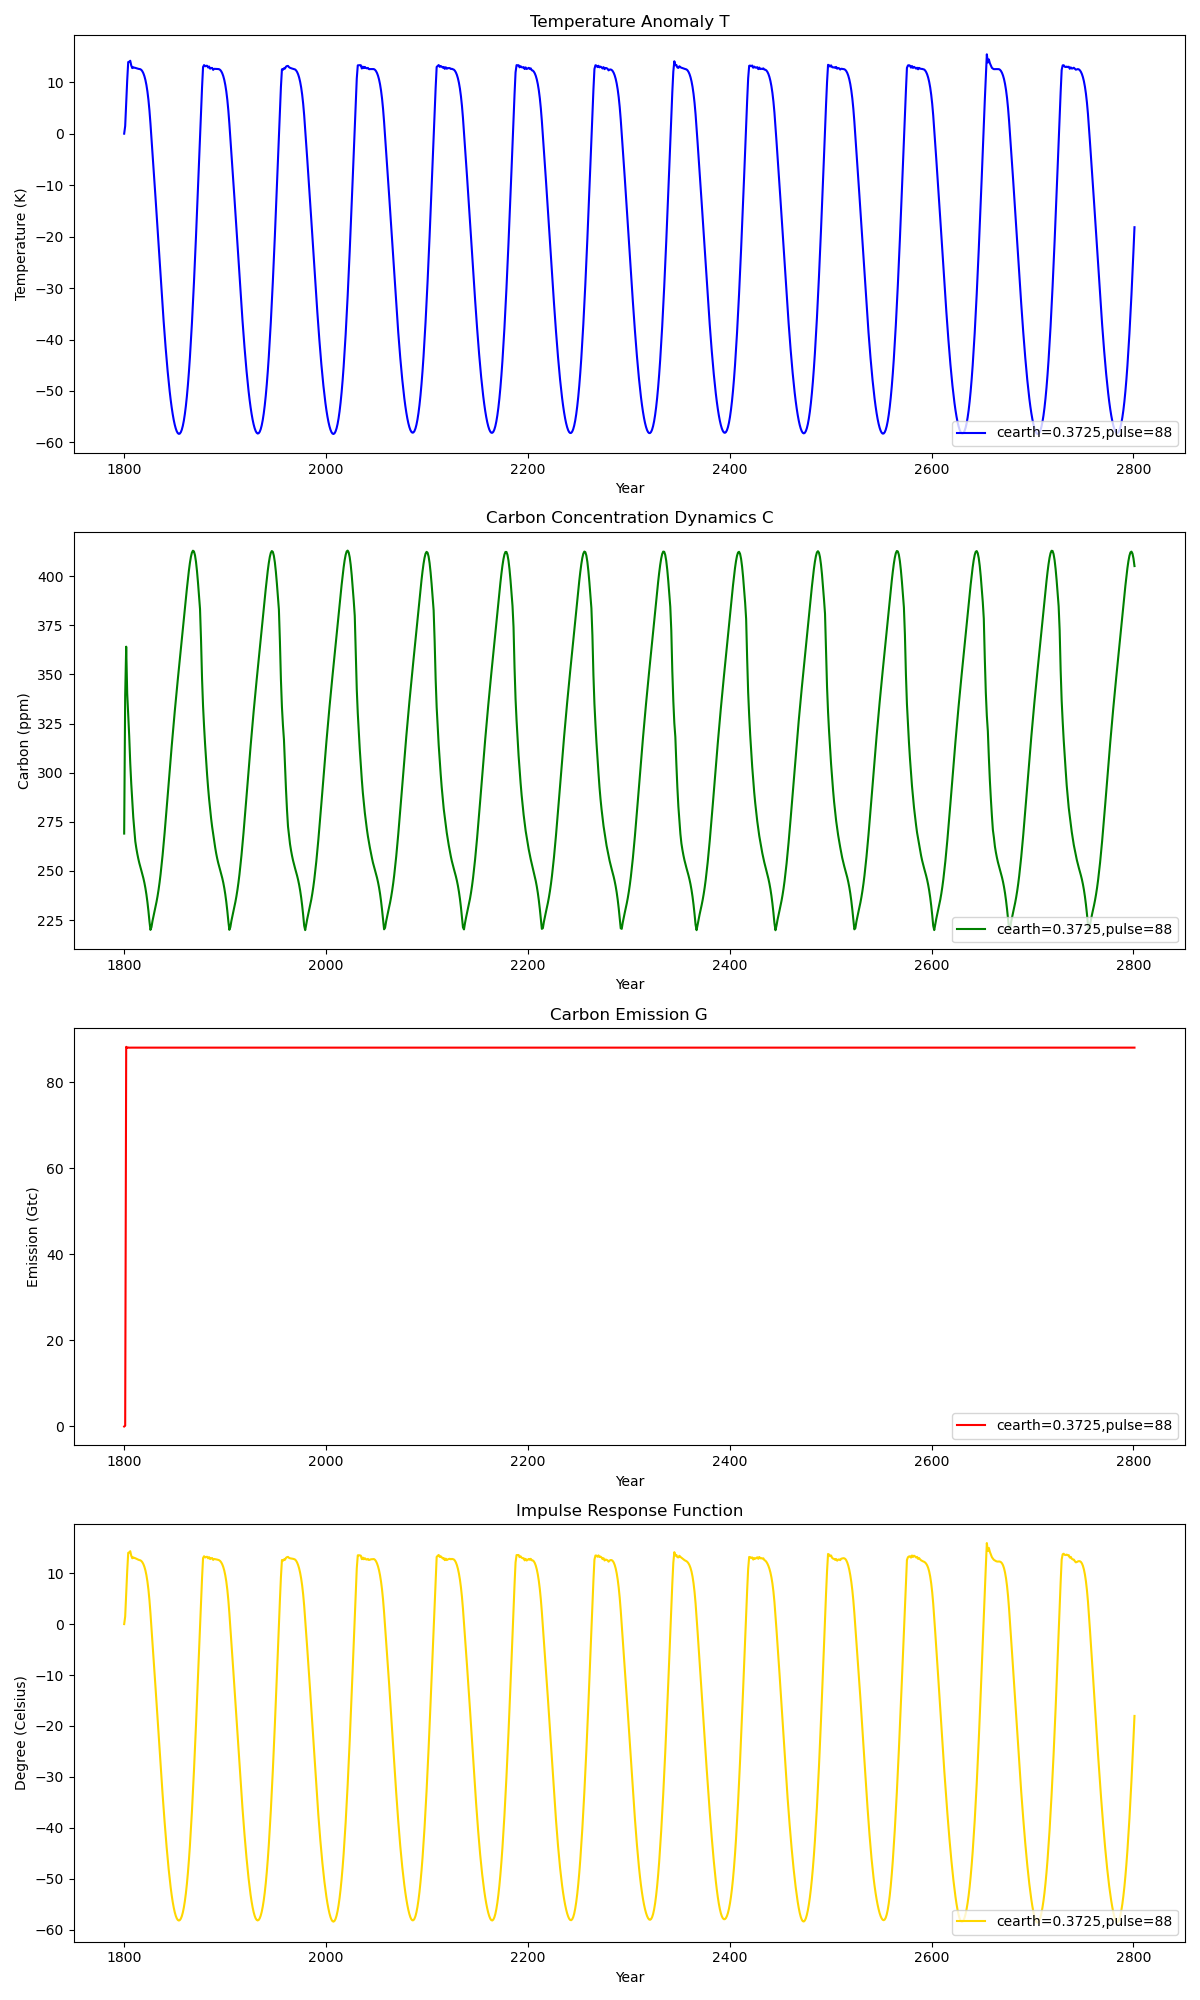 Temperature Anomaly T
Temperature (K)
10
0
−10
−20
−30
−40
−50
−60
cearth=0.3725,pulse=88
1800 2000 2200 2400 2600 2800
Year
Carbon Concentration Dynamics C
Carbon (ppm)
400
375
350
325
300
275
250
225
cearth=0.3725,pulse=88
1800 2000 2200 2400 2600 2800
Year
Carbon Emission G
Emission (Gtc)
80
60
40
20
0
cearth=0.3725,pulse=88
1800 2000 2200 2400 2600 2800
Year
Impulse Response Function
Degree (Celsius)
10
0
−10
−20
−30
−40
−50
−60
cearth=0.3725,pulse=88
1800 2000 2200 2400 2600 2800
Year